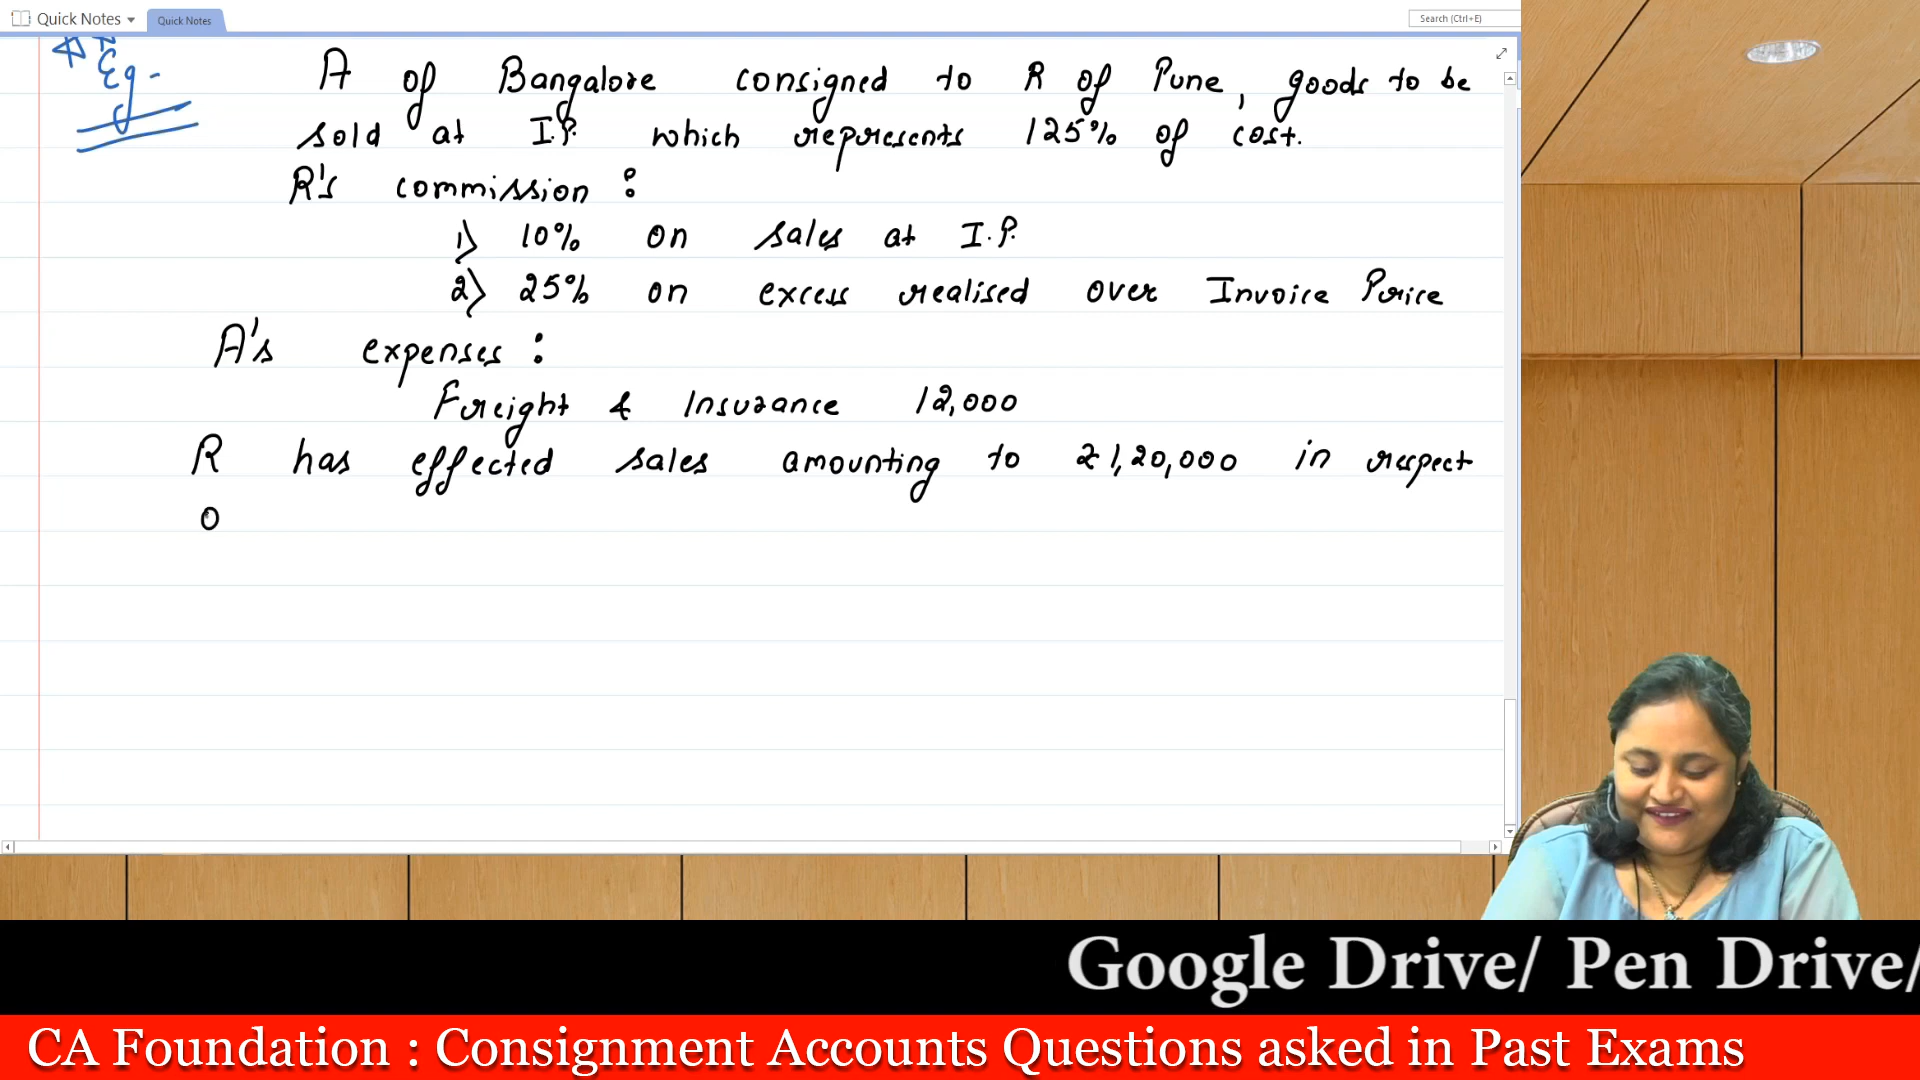 Quick Notes
Quick Notes
Search (Ctrl+E)
Eg -
A of Bangalore consigned to R of Pune, goods to be
sold at I.P. which represents 125% of cost.
R's commission :
1) 10% on sales at I.P.
2) 25% on excess realised over Invoice Price
A's expenses :
Freight & Insurance 12,000
R has effected sales amounting to ₹1,20,000 in respect
o
Google Drive/ Pen Drive/
CA Foundation : Consignment Accounts Questions asked in Past Exams